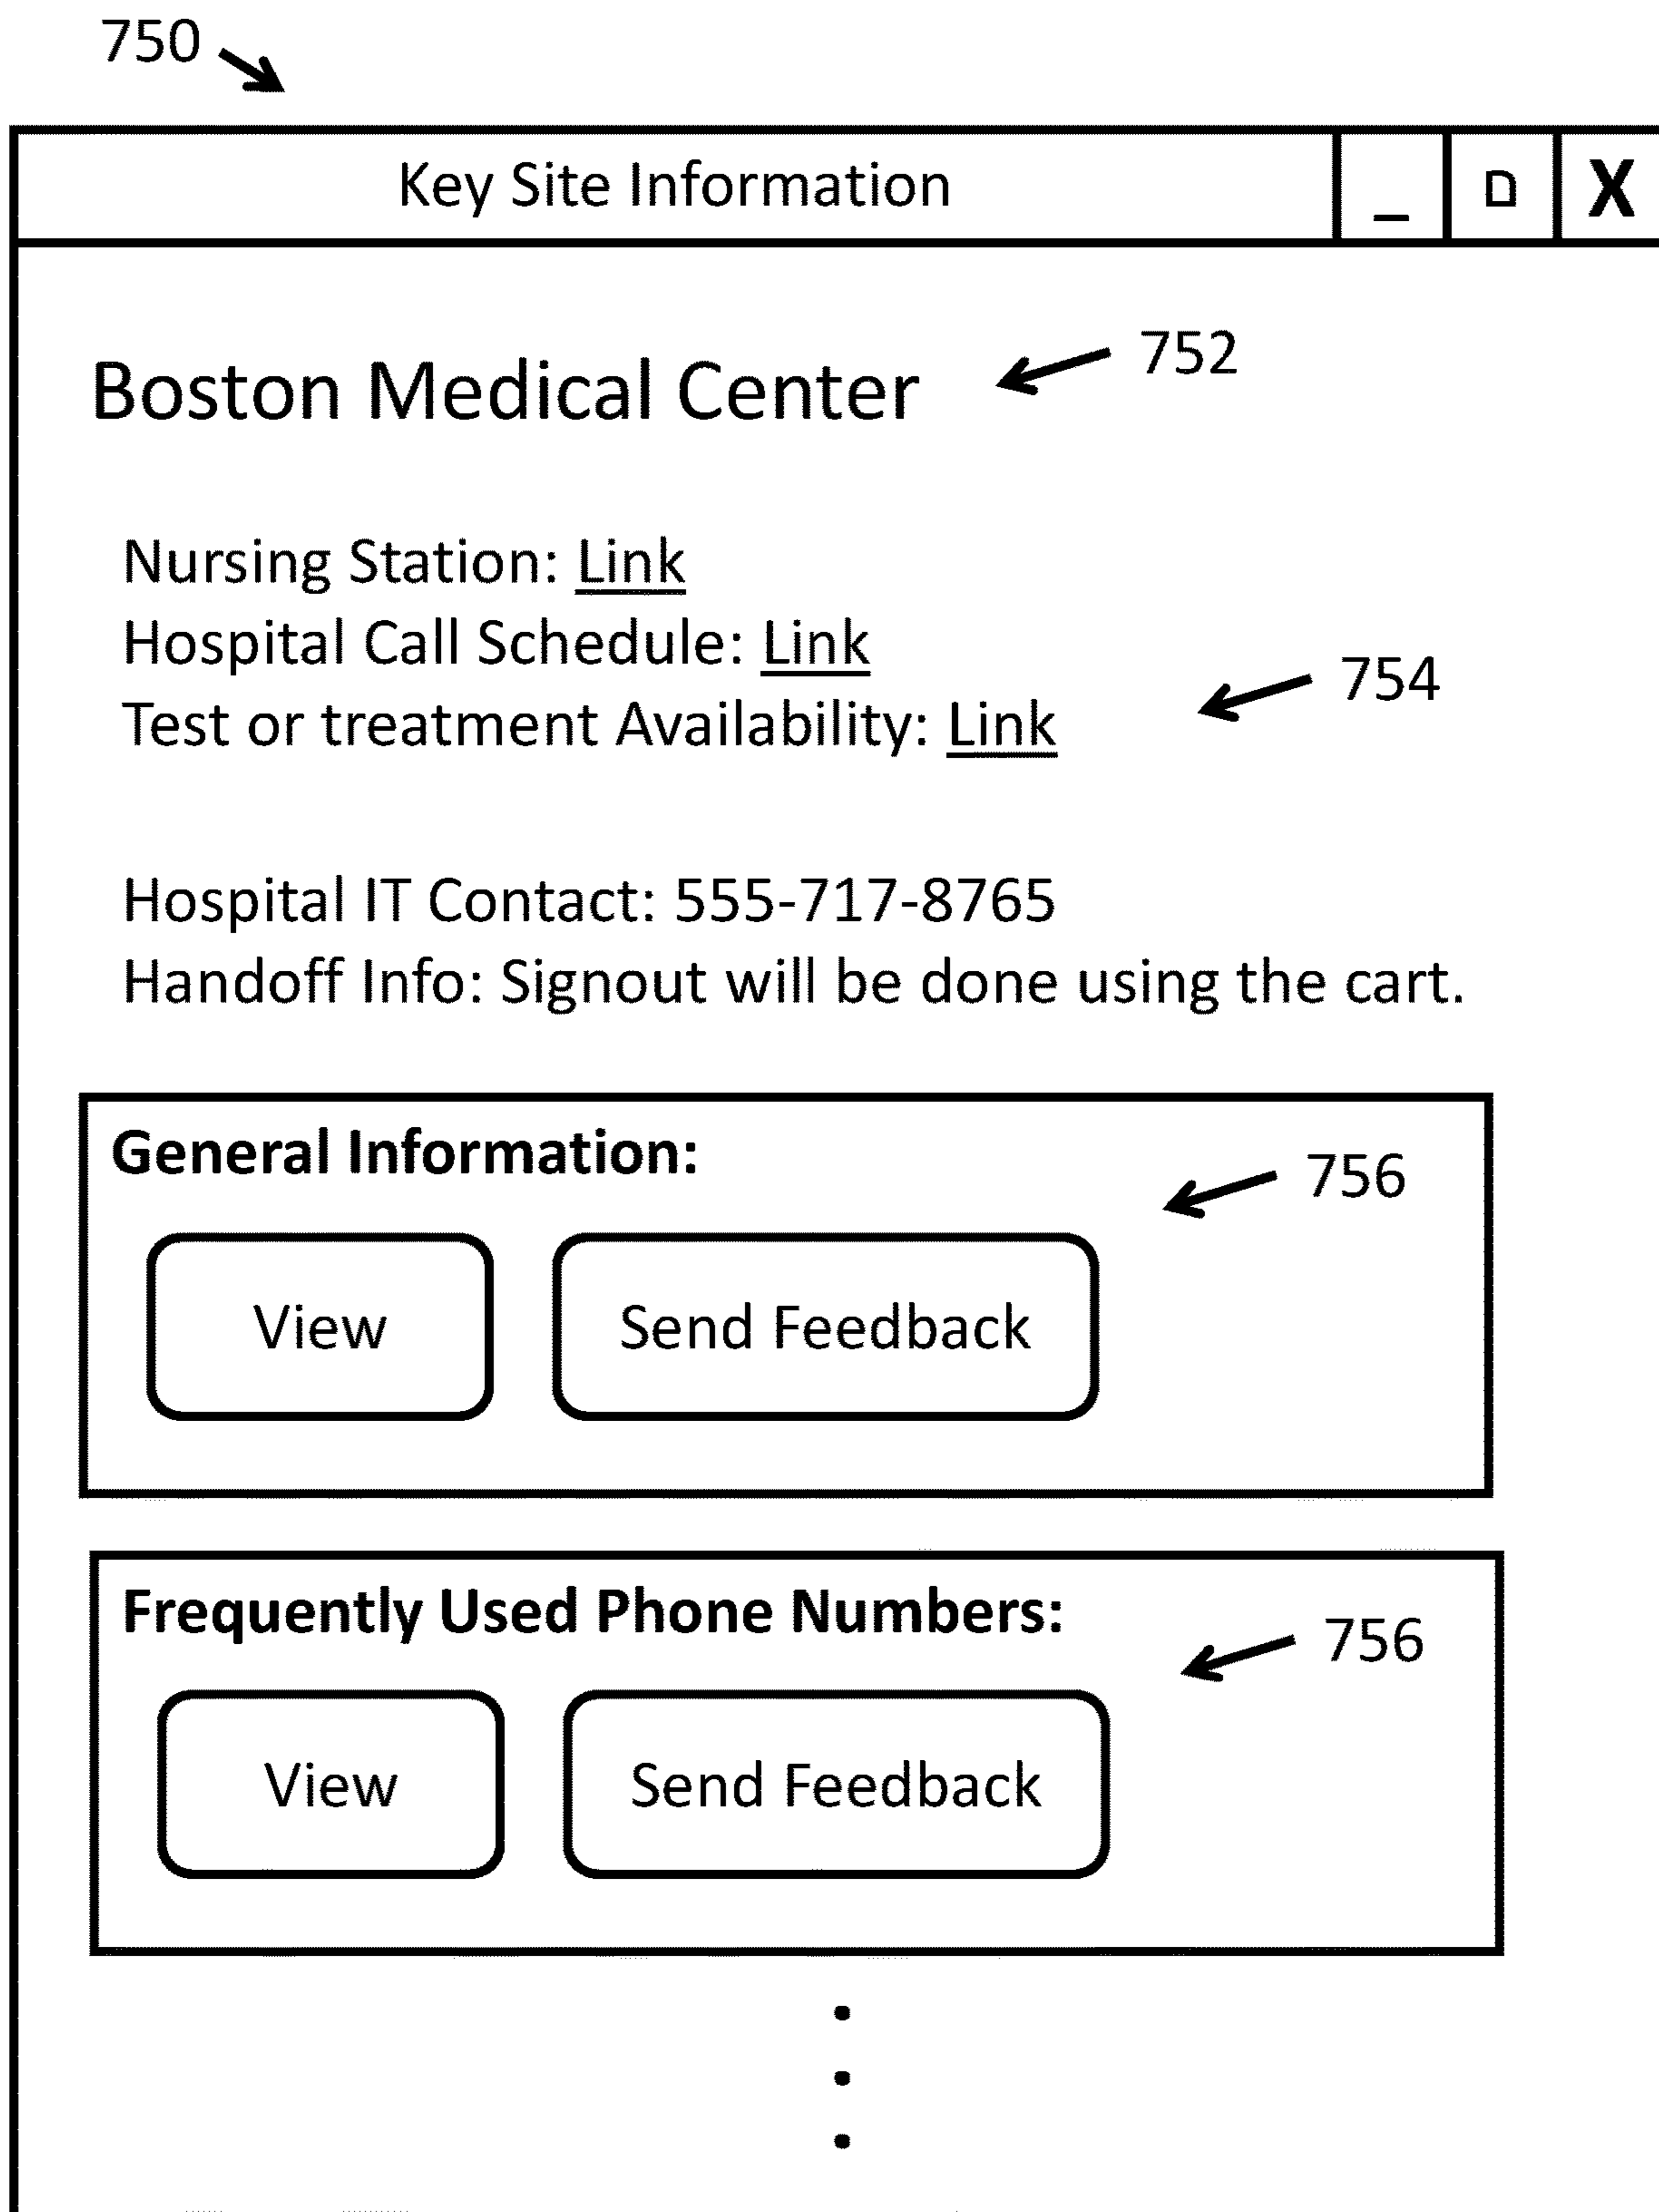 750
Key Site Information _ X
Boston Medical Center 752
Nursing Station: Link
Hospital Call Schedule: Link
Test or treatment Availability: Link 754
Hospital IT Contact: 555-717-8765
Handoff Info: Signout will be done using the cart.
General Information: 756
View Send Feedback
Frequently Used Phone Numbers: 756
View Send Feedback